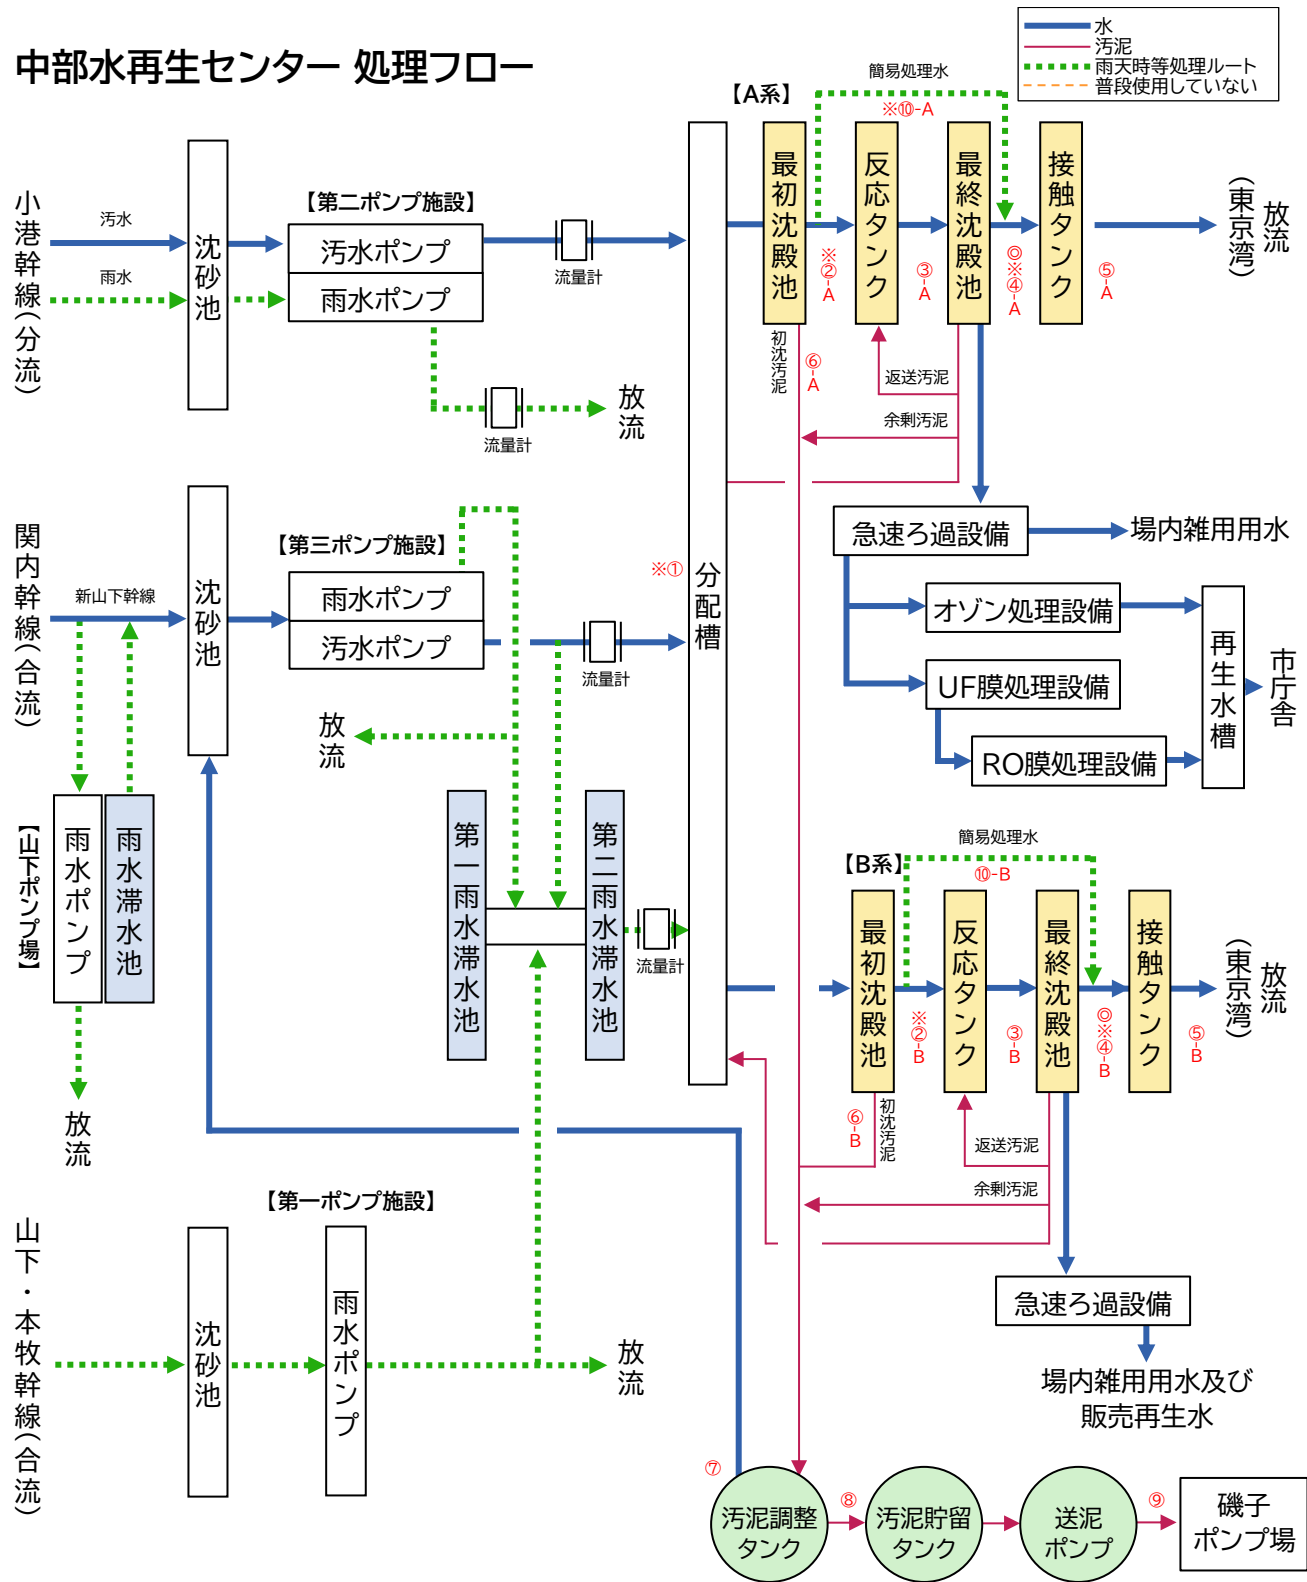 中部水再生センター 処理フロー
水
汚泥
雨天時等処理ルート
普段使用していない
小港幹線(分流)
汚水
雨水
沈砂池
【第二ポンプ施設】
汚水ポンプ
雨水ポンプ
流量計
流量計
放流
関内幹線(合流)
新山下幹線
沈砂池
【第三ポンプ施設】
雨水ポンプ
汚水ポンプ
流量計
放流
【山下ポンプ場】
雨水ポンプ
雨水滞水池
放流
第一雨水滞水池
第二雨水滞水池
流量計
山下・本牧幹線(合流)
沈砂池
【第一ポンプ施設】
雨水ポンプ
放流
※①
分配槽
【A系】
簡易処理水
※⑩-A
最初沈殿池
※②-A
反応タンク
③-A
最終沈殿池
◎※④-A
接触タンク
⑤-A
放流
(東京湾)
初沈汚泥
⑥-A
返送汚泥
余剰汚泥
急速ろ過設備
場内雑用用水
オゾン処理設備
UF膜処理設備
RO膜処理設備
再生水槽
市庁舎
【B系】
簡易処理水
⑩-B
最初沈殿池
※②-B
反応タンク
③-B
最終沈殿池
◎※④-B
接触タンク
⑤-B
放流
(東京湾)
⑥-B
初沈汚泥
返送汚泥
余剰汚泥
急速ろ過設備
場内雑用用水及び
販売再生水
⑦
汚泥調整
タンク
⑧
汚泥貯留
タンク
送泥
ポンプ
⑨
磯子
ポンプ場